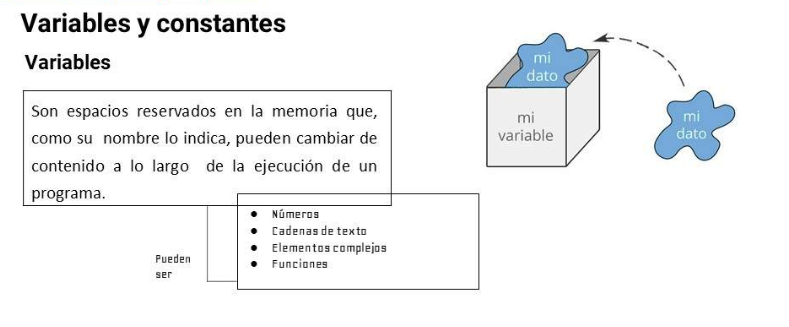 Variables y constantes
Variables
Son espacios reservados en la memoria que,
como su nombre lo indica, pueden cambiar de
contenido a lo largo de la ejecución de un
programa.
Pueden
ser
● Números
● Cadenas de texto
● Elementos complejos
● Funciones
mi
dato
mi
variable
mi
dato